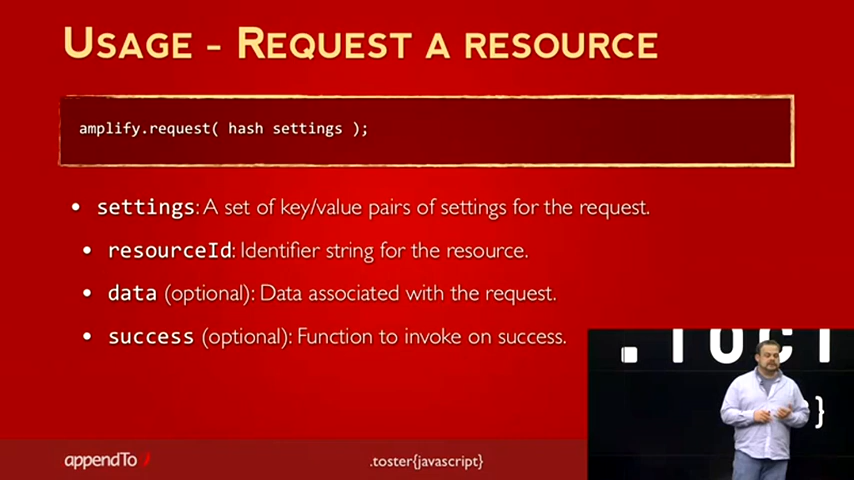 USAGE - REQUEST A RESOURCE
amplify.request( hash settings );
• settings: A set of key/value pairs of settings for the request.
• resourceId: Identifier string for the resource.
• data (optional): Data associated with the request.
• success (optional): Function to invoke on success.
appendTo
.toster{javascript}